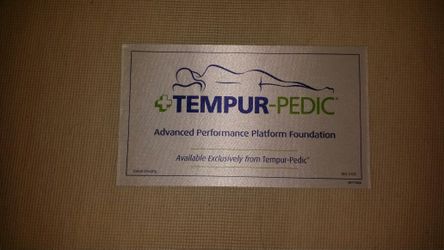 TEMPUR-PEDIC®
Advanced Performance Platform Foundation
Available Exclusively from Tempur-Pedic®